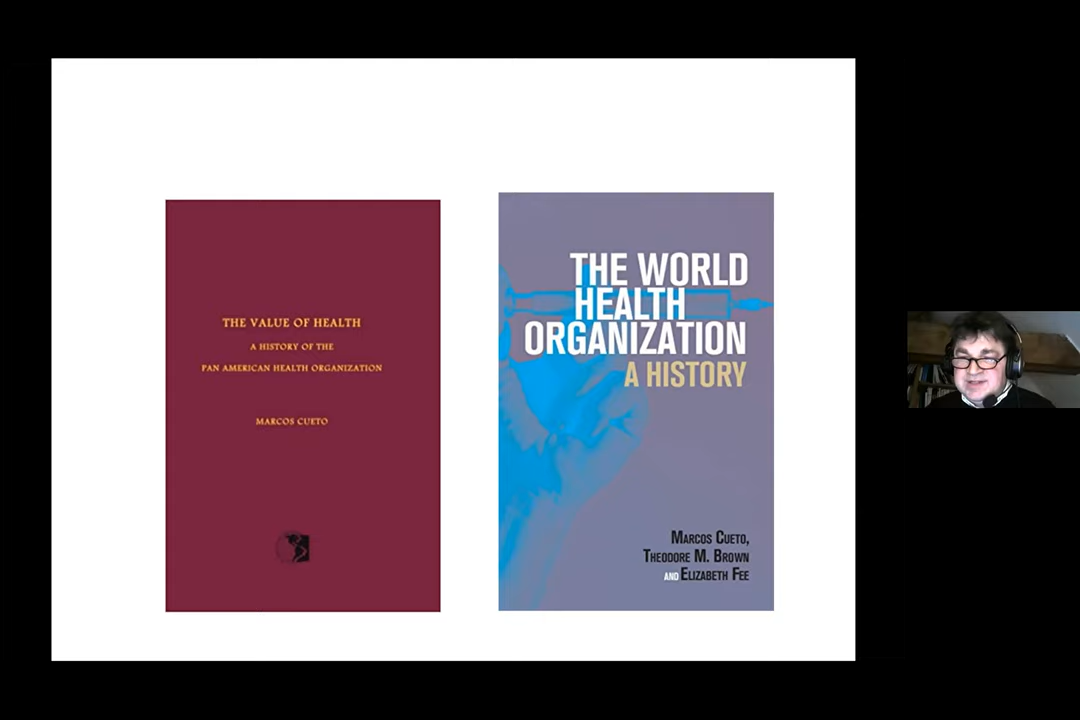 THE VALUE OF HEALTH
A HISTORY OF THE
PAN AMERICAN HEALTH ORGANIZATION
MARCOS CUETO
THE WORLD
HEALTH
ORGANIZATION
A HISTORY
MARCOS CUETO,
THEODORE M. BROWN
AND ELIZABETH FEE